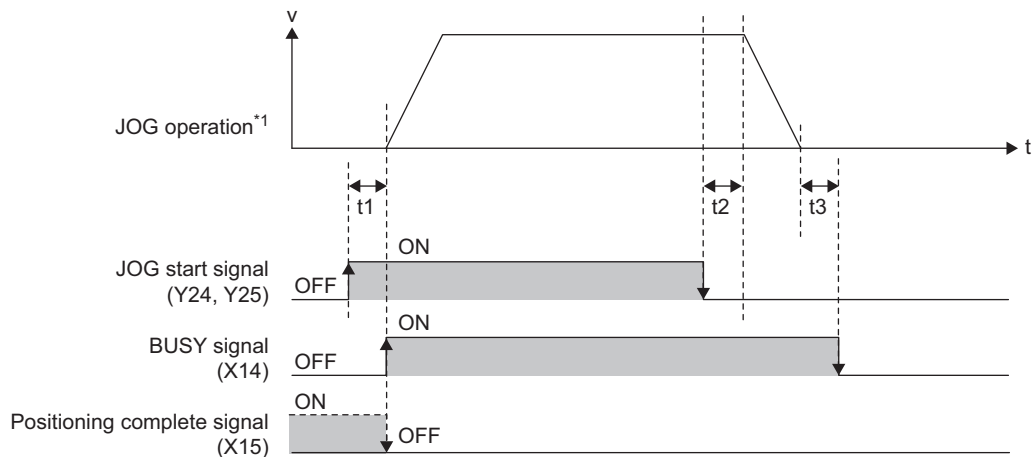 v
JOG operation*1
t
t1
t2
t3
ON
JOG start signal
(Y24, Y25)
OFF
ON
BUSY signal
(X14)
OFF
ON
Positioning complete signal
(X15)
OFF